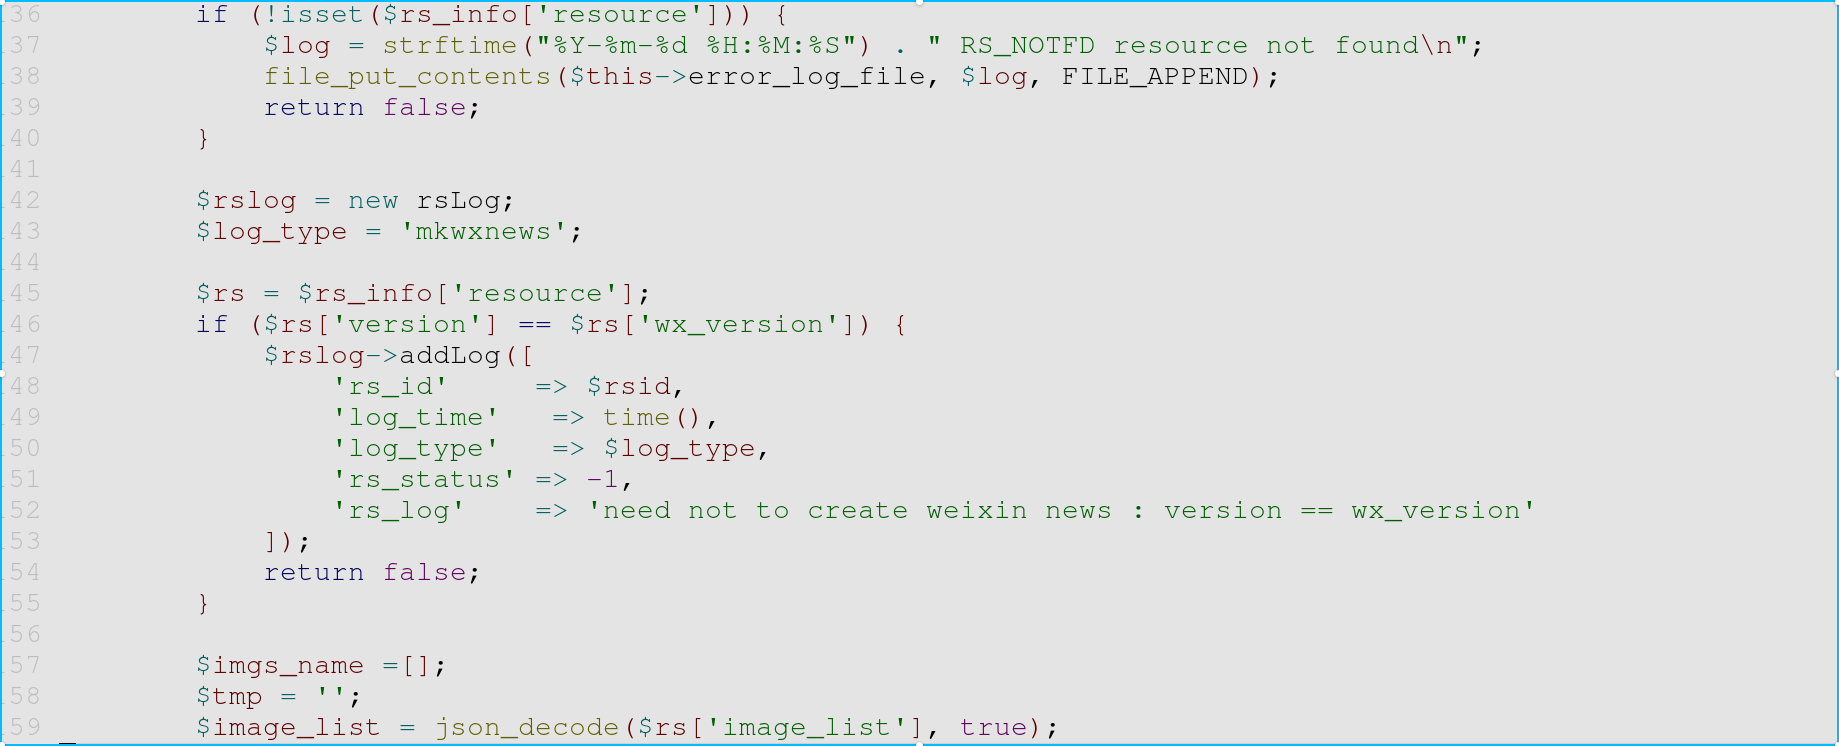 36         if (!isset($rs_info['resource'])) {
37             $log = strftime("%Y-%m-%d %H:%M:%S") . " RS_NOTFD resource not found\n";
38             file_put_contents($this->error_log_file, $log, FILE_APPEND);
39             return false;
40         }
41
42         $rslog = new rsLog;
43         $log_type = 'mkwxnews';
44
45         $rs = $rs_info['resource'];
46         if ($rs['version'] == $rs['wx_version']) {
47             $rslog->addLog([
48                 'rs_id'     => $rsid,
49                 'log_time'   => time(),
50                 'log_type'   => $log_type,
51                 'rs_status' => -1,
52                 'rs_log'    => 'need not to create weixin news : version == wx_version'
53             ]);
54             return false;
55         }
56
57         $imgs_name =[];
58         $tmp = '';
59         $image_list = json_decode($rs['image_list'], true);